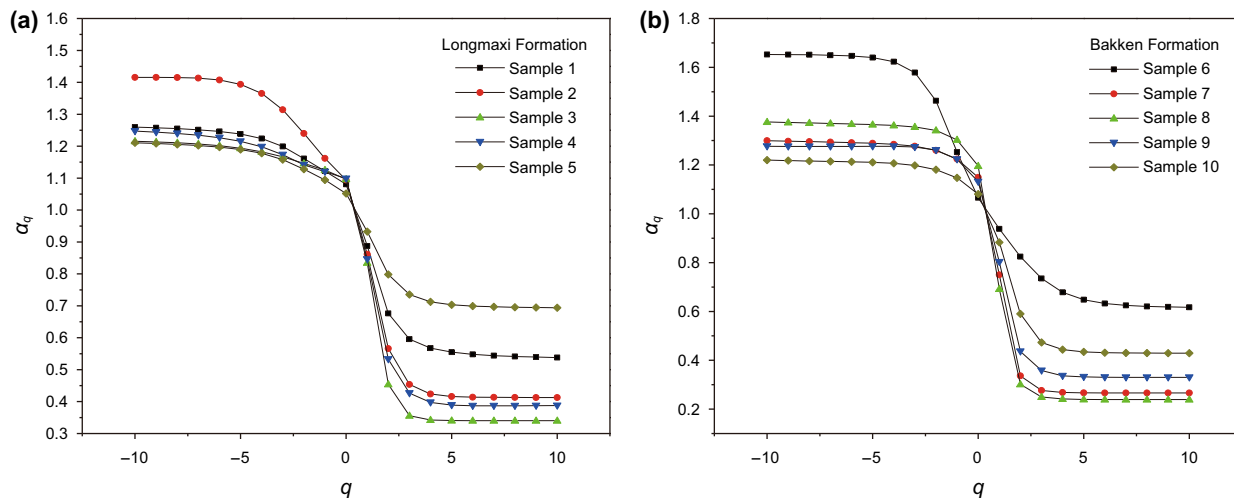 (a)
1.6
1.5
1.4
1.3
1.2
1.1
1.0
0.9
0.8
0.7
0.6
0.5
0.4
0.3
αq
–10
–5
0
5
10
q
Longmaxi Formation
Sample 1
Sample 2
Sample 3
Sample 4
Sample 5
(b)
1.8
1.6
1.4
1.2
1.0
0.8
0.6
0.4
0.2
αq
–10
–5
0
5
10
q
Bakken Formation
Sample 6
Sample 7
Sample 8
Sample 9
Sample 10